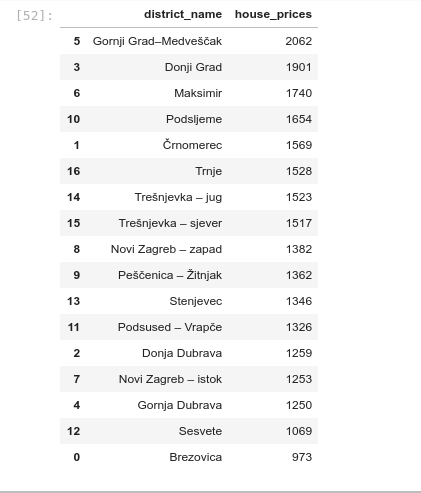 [52]: district_name house_prices
5 Gornji Grad–Medveščak 2062
3 Donji Grad 1901
6 Maksimir 1740
10 Podsljeme 1654
1 Črnomerec 1569
16 Trnje 1528
14 Trešnjevka – jug 1523
15 Trešnjevka – sjever 1517
8 Novi Zagreb – zapad 1382
9 Peščenica – Žitnjak 1362
13 Stenjevec 1346
11 Podsused – Vrapče 1326
2 Donja Dubrava 1259
7 Novi Zagreb – istok 1253
4 Gornja Dubrava 1250
12 Sesvete 1069
0 Brezovica 973